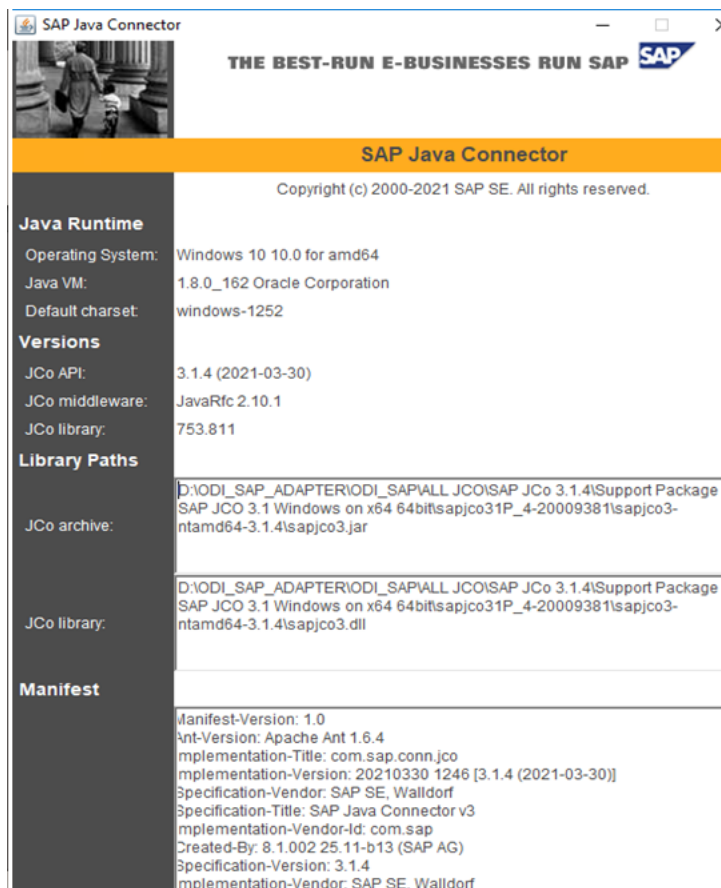 SAP Java Connector
THE BEST-RUN E-BUSINESSES RUN SAP SAP
SAP Java Connector
Copyright (c) 2000-2021 SAP SE. All rights reserved.
Java Runtime
Operating System: Windows 10 10.0 for amd64
Java VM: 1.8.0_162 Oracle Corporation
Default charset: windows-1252
Versions
JCo API: 3.1.4 (2021-03-30)
JCo middleware: JavaRfc 2.10.1
JCo library: 753.811
Library Paths
JCo archive:
D:\ODI_SAP_ADAPTER\ODI_SAP\ALL JCO\SAP JCo 3.1.4\Support Package
SAP JCO 3.1 Windows on x64 64bit\sapjco31P_4-20009381\sapjco3-
ntamd64-3.1.4\sapjco3.jar
JCo library:
D:\ODI_SAP_ADAPTER\ODI_SAP\ALL JCO\SAP JCo 3.1.4\Support Package
SAP JCO 3.1 Windows on x64 64bit\sapjco31P_4-20009381\sapjco3-
ntamd64-3.1.4\sapjco3.dll
Manifest
Manifest-Version: 1.0
Ant-Version: Apache Ant 1.6.4
Implementation-Title: com.sap.conn.jco
Implementation-Version: 20210330 1246 [3.1.4 (2021-03-30)]
Specification-Vendor: SAP SE, Walldorf
Specification-Title: SAP Java Connector v3
Implementation-Vendor-Id: com.sap
Created-By: 8.1.002 25.11-b13 (SAP AG)
Specification-Version: 3.1.4
Implementation-Vendor: SAP SE, Walldorf